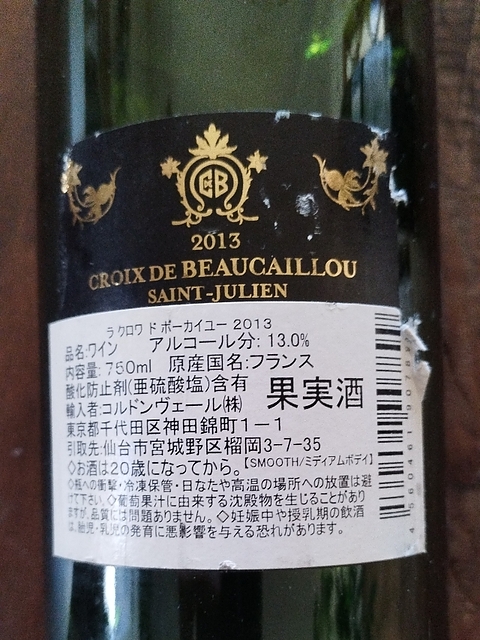 CB
2013
CROIX DE BEAUCAILLOU
SAINT-JULIEN
ラ クロワ ド ボーカイユー 2013
品名:ワイン アルコール分: 13.0%
内容量: 750ml 原産国名:フランス
酸化防止剤(亜硫酸塩)含有
果実酒
輸入者:コルドンヴェール㈱
東京都千代田区神田錦町1-1
引取先:仙台市宮城野区榴岡3-7-35
◇お酒は20歳になってから。【SMOOTH/ミディアムボデイ】
◇瓶への衝撃・冷凍保管・日なたや高温の場所への放置は避
けて下さい。◇葡萄果汁に由来する沈殿物を生じることがあり
ますが、品質には問題ありません。◇妊娠中や授乳期の飲酒
は、胎児・乳児の発育に悪影響を与える恐れがあります。